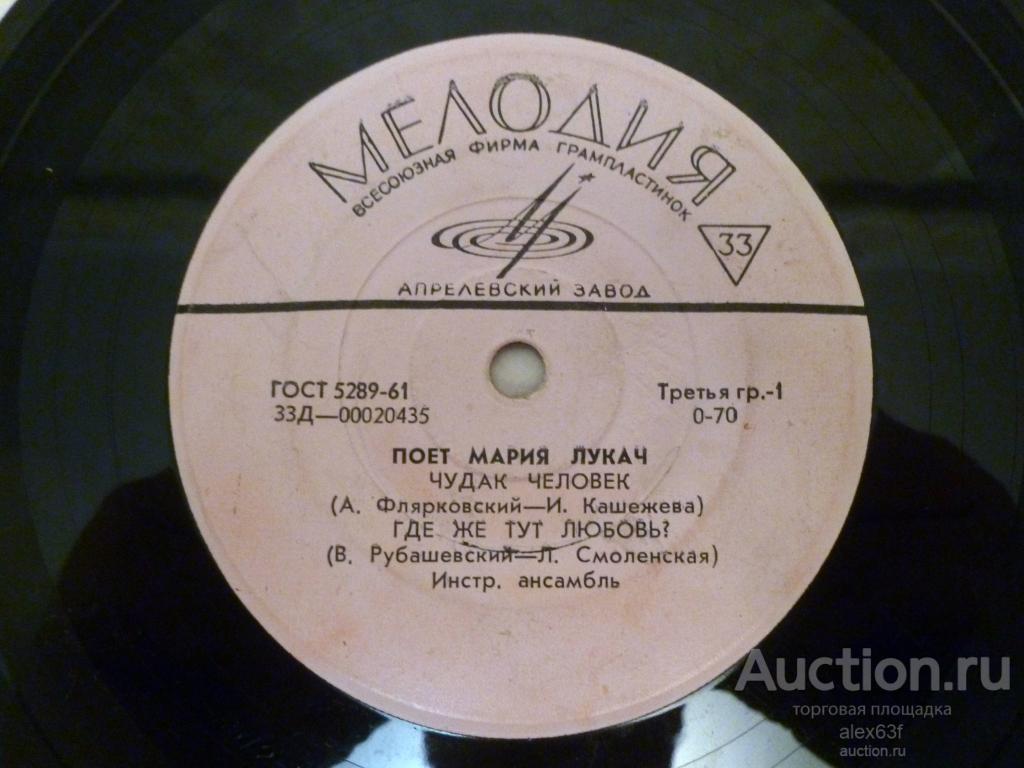 МЕЛОДИЯ
ВСЕСОЮЗНАЯ ФИРМА ГРАМПЛАСТИНОК
33
АПРЕЛЕВСКИЙ ЗАВОД
ГОСТ 5289-61
Третья гр.-1
33Д—00020435
0-70
ПОЕТ МАРИЯ ЛУКАЧ
ЧУДАК ЧЕЛОВЕК
(А. Флярковский—И. Кашежева)
ГДЕ ЖЕ ТУТ ЛЮБОВЬ?
(В. Рубашевский—Л. Смоленская)
Инстр. ансамбль
Auction.ru
торговая площадка
alex63f
auction.ru